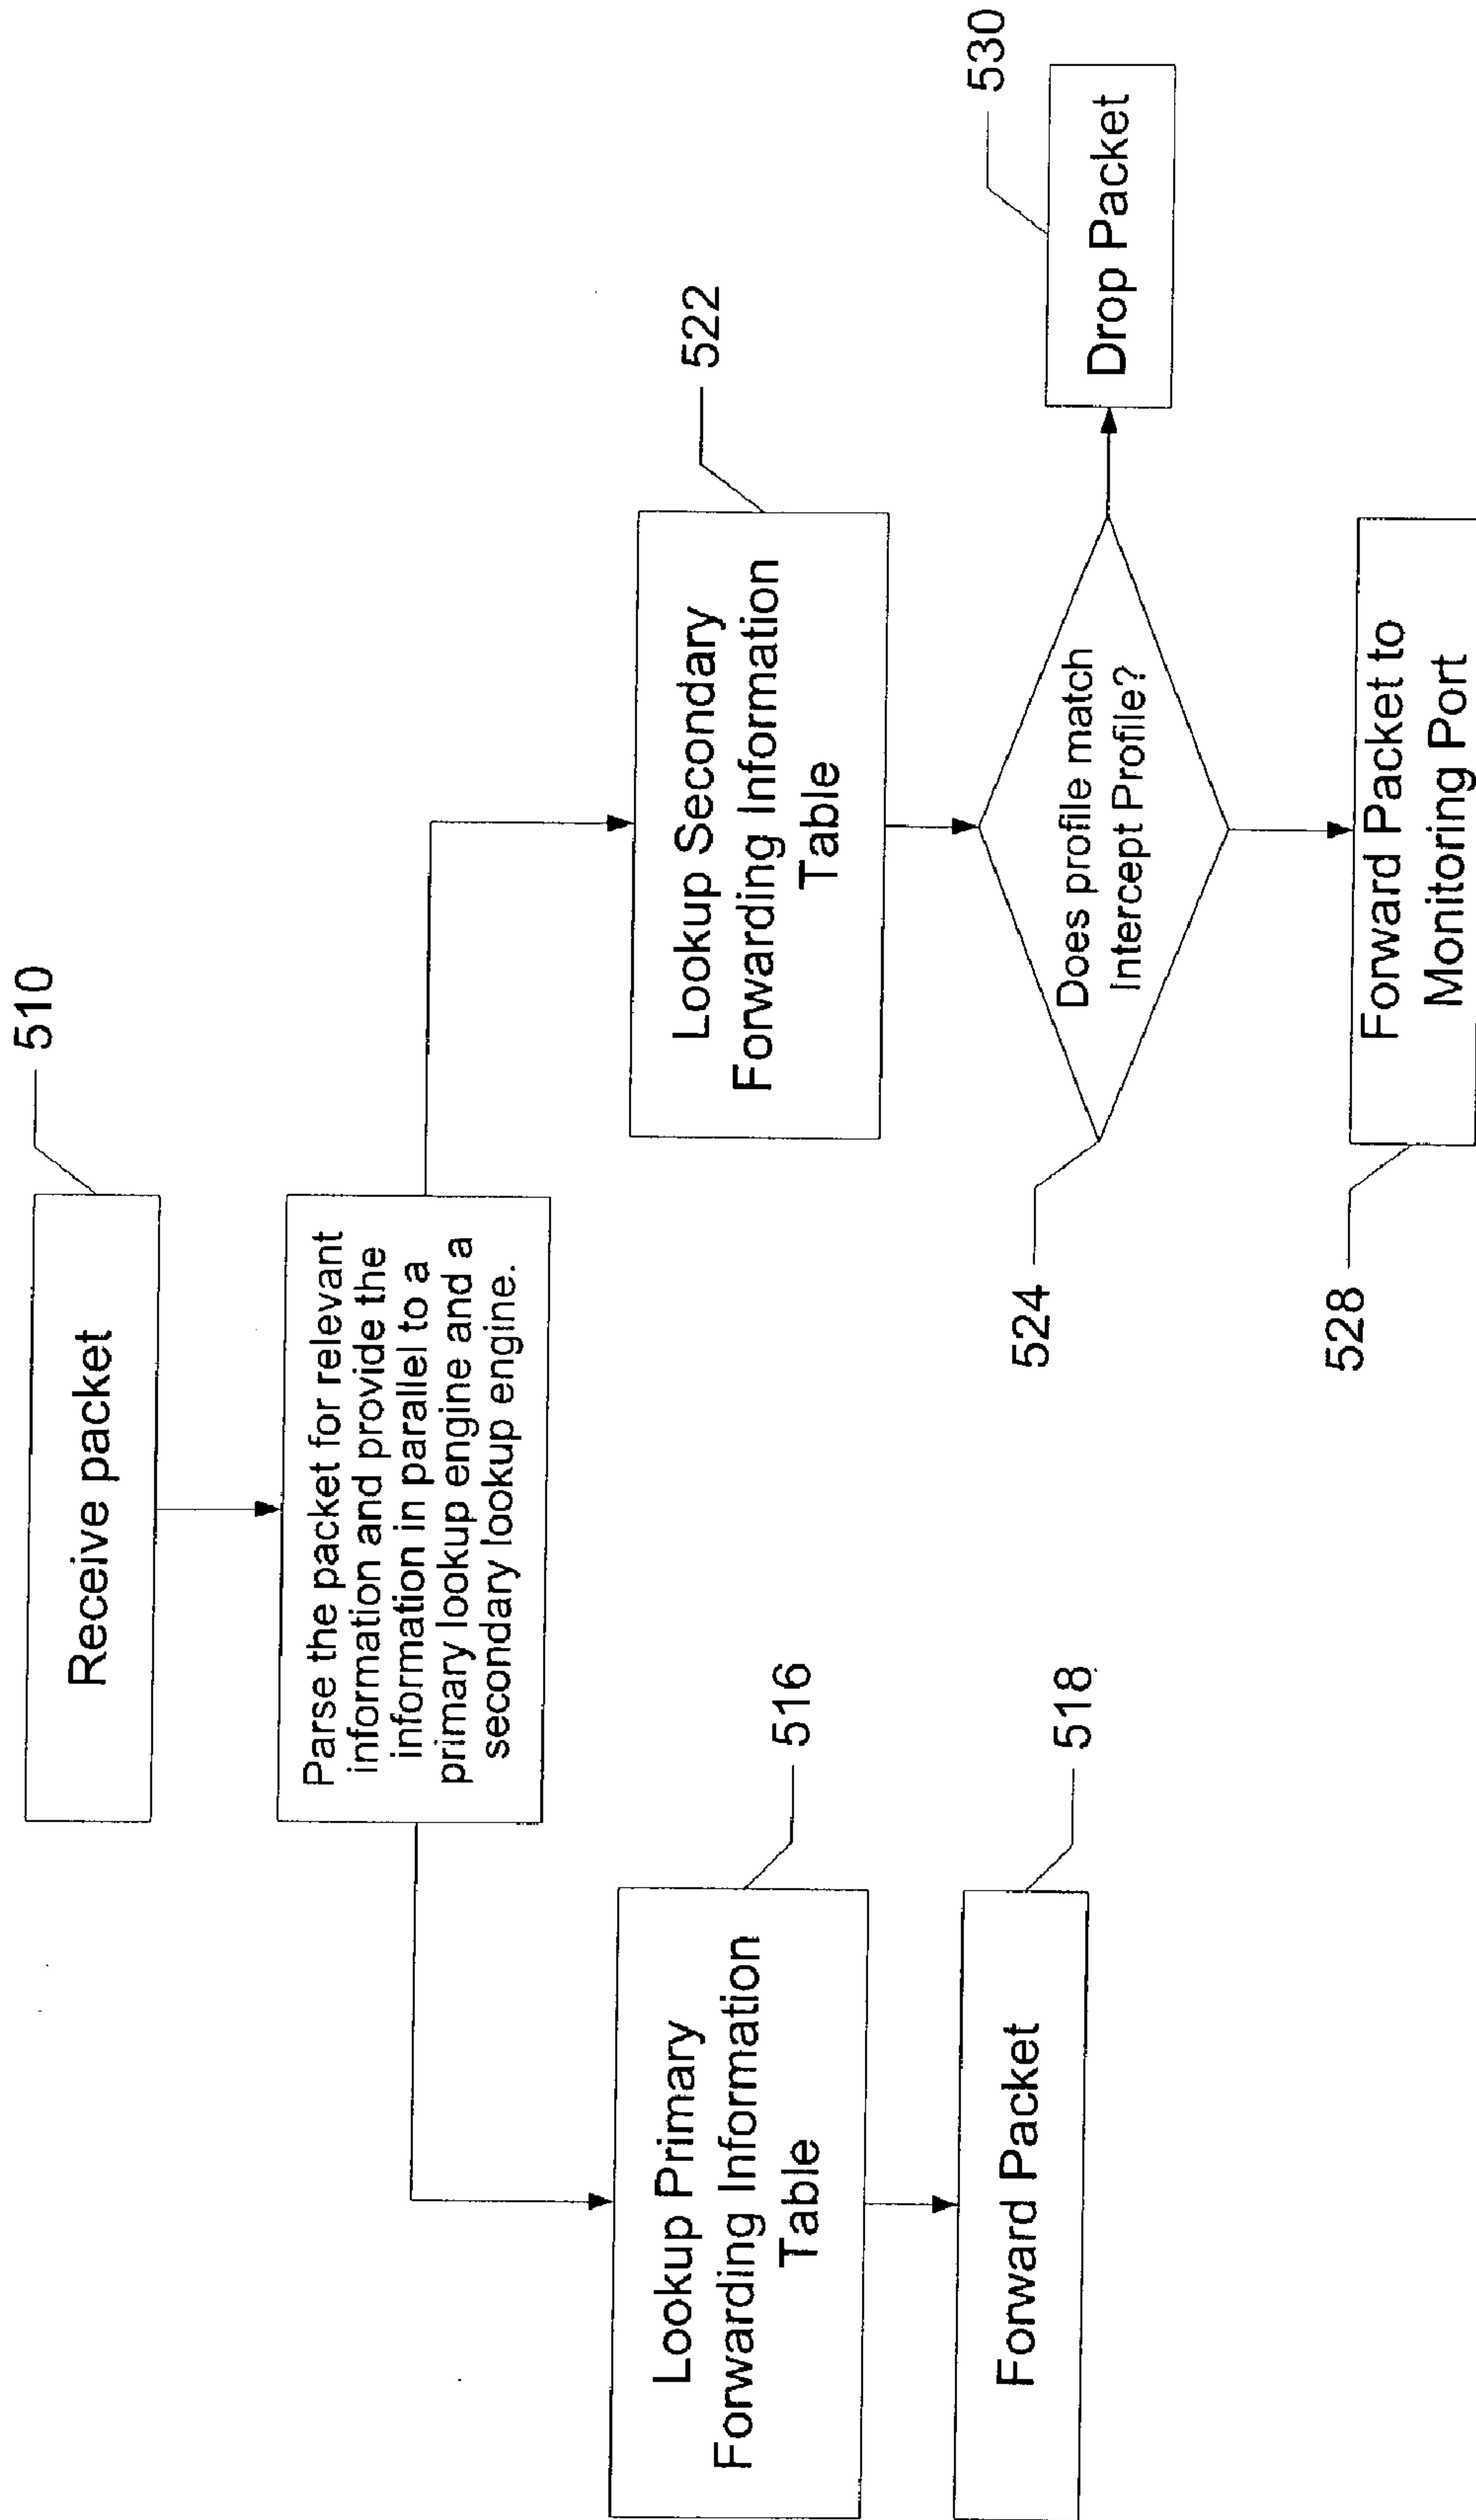 510
Receive packet
Parse the packet for relevant
information and provide the
information in parallel to a
primary lookup engine and a
secondary lookup engine.
516
Lookup Primary
Forwarding Information
Table
518
Forward Packet
522
Lookup Secondary
Forwarding Information
Table
524
Does profile match
Intercept Profile?
530
Drop Packet
528
Forward Packet to
Monitoring Port